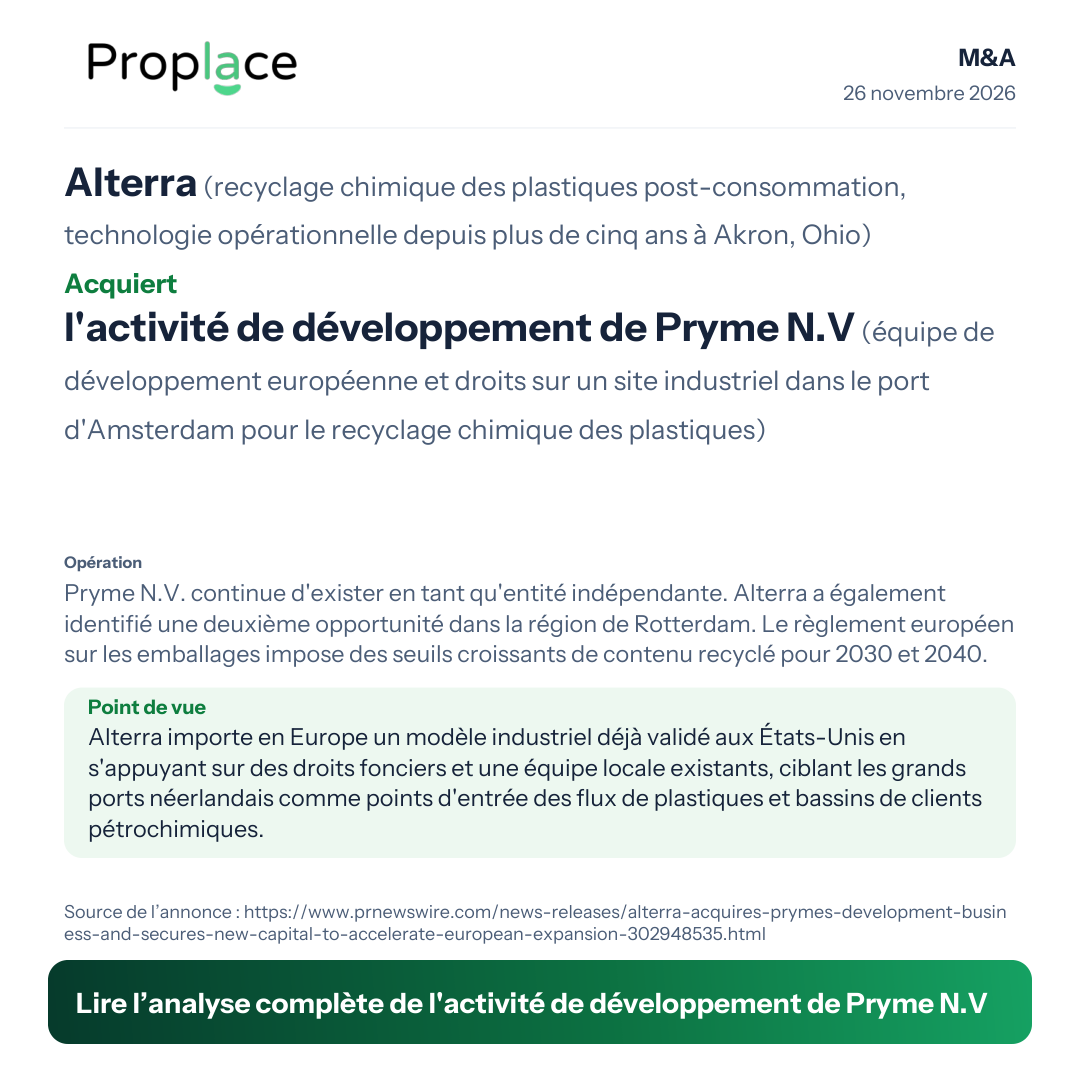 Proplace
M&A
26 novembre 2026
Alterra (recyclage chimique des plastiques post-consommation,
technologie opérationnelle depuis plus de cinq ans à Akron, Ohio)
Acquiert
l'activité de développement de Pryme N.V (équipe de
développement européenne et droits sur un site industriel dans le port
d'Amsterdam pour le recyclage chimique des plastiques)
Opération
Pryme N.V. continue d'exister en tant qu'entité indépendante. Alterra a également
identifié une deuxième opportunité dans la région de Rotterdam. Le règlement européen
sur les emballages impose des seuils croissants de contenu recyclé pour 2030 et 2040.
Point de vue
Alterra importe en Europe un modèle industriel déjà validé aux États-Unis en
s'appuyant sur des droits fonciers et une équipe locale existants, ciblant les grands
ports néerlandais comme points d'entrée des flux de plastiques et bassins de clients
pétrochimiques.
Source de l’annonce : https://www.prnewswire.com/news-releases/alterra-acquires-prymes-development-busin
ess-and-secures-new-capital-to-accelerate-european-expansion-302948535.html
Lire l’analyse complète de l'activité de développement de Pryme N.V